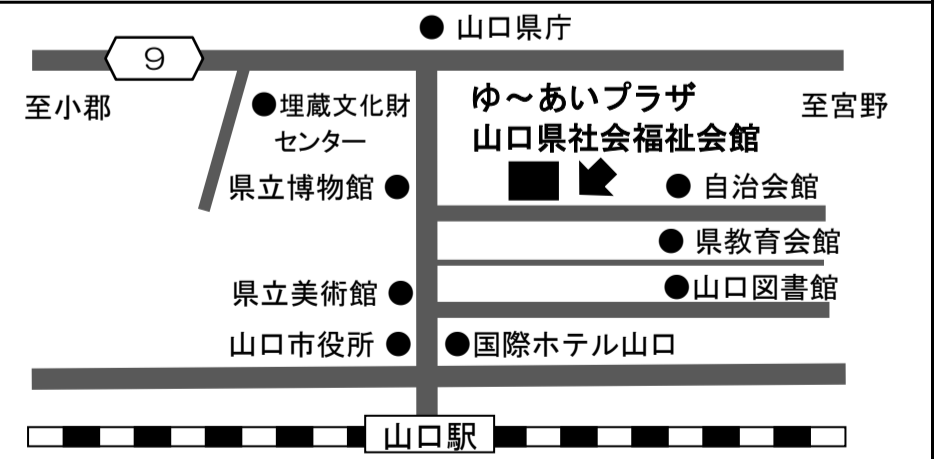 山口県庁
9
至小郡
埋蔵文化財
センター
ゆ～あいプラザ
山口県社会福祉会館
至宮野
県立博物館
自治会館
県教育会館
県立美術館
山口図書館
山口市役所
国際ホテル山口
山口駅